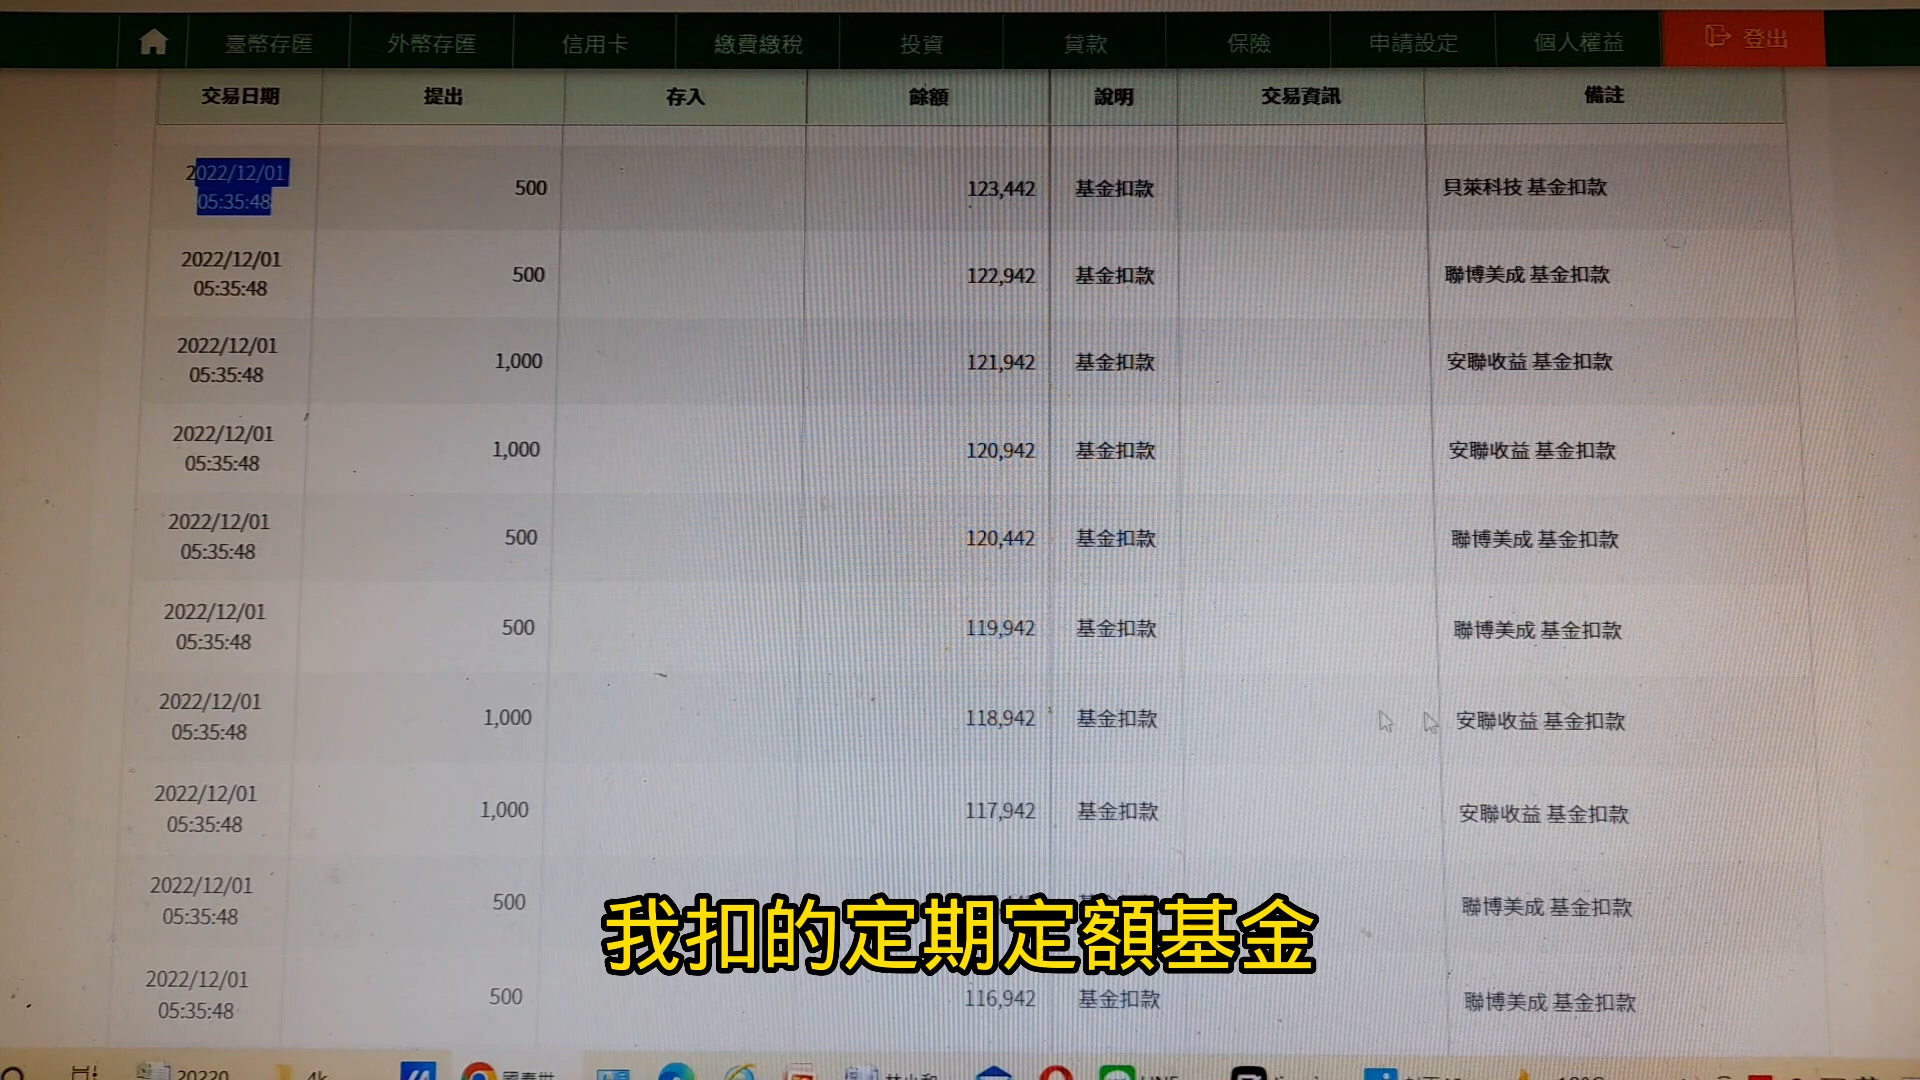 臺幣存匯 外幣存匯 信用卡 繳費繳稅 投資 貸款 保險 申請設定 個人權益 登出
交易日期 提出 存入 餘額 說明 交易資訊 備註
2022/12/01
05:35:48 500 123,442 基金扣款 貝萊科技 基金扣款
2022/12/01
05:35:48 500 122,942 基金扣款 聯博美成 基金扣款
2022/12/01
05:35:48 1,000 121,942 基金扣款 安聯收益 基金扣款
2022/12/01
05:35:48 1,000 120,942 基金扣款 安聯收益 基金扣款
2022/12/01
05:35:48 500 120,442 基金扣款 聯博美成 基金扣款
2022/12/01
05:35:48 500 119,942 基金扣款 聯博美成 基金扣款
2022/12/01
05:35:48 1,000 118,942 基金扣款 安聯收益 基金扣款
2022/12/01
05:35:48 1,000 117,942 基金扣款 安聯收益 基金扣款
2022/12/01
05:35:48 500 聯博美成 基金扣款
我扣的定期定額基金
2022/12/01
05:35:48 500 116,942 基金扣款 聯博美成 基金扣款
20220 4k